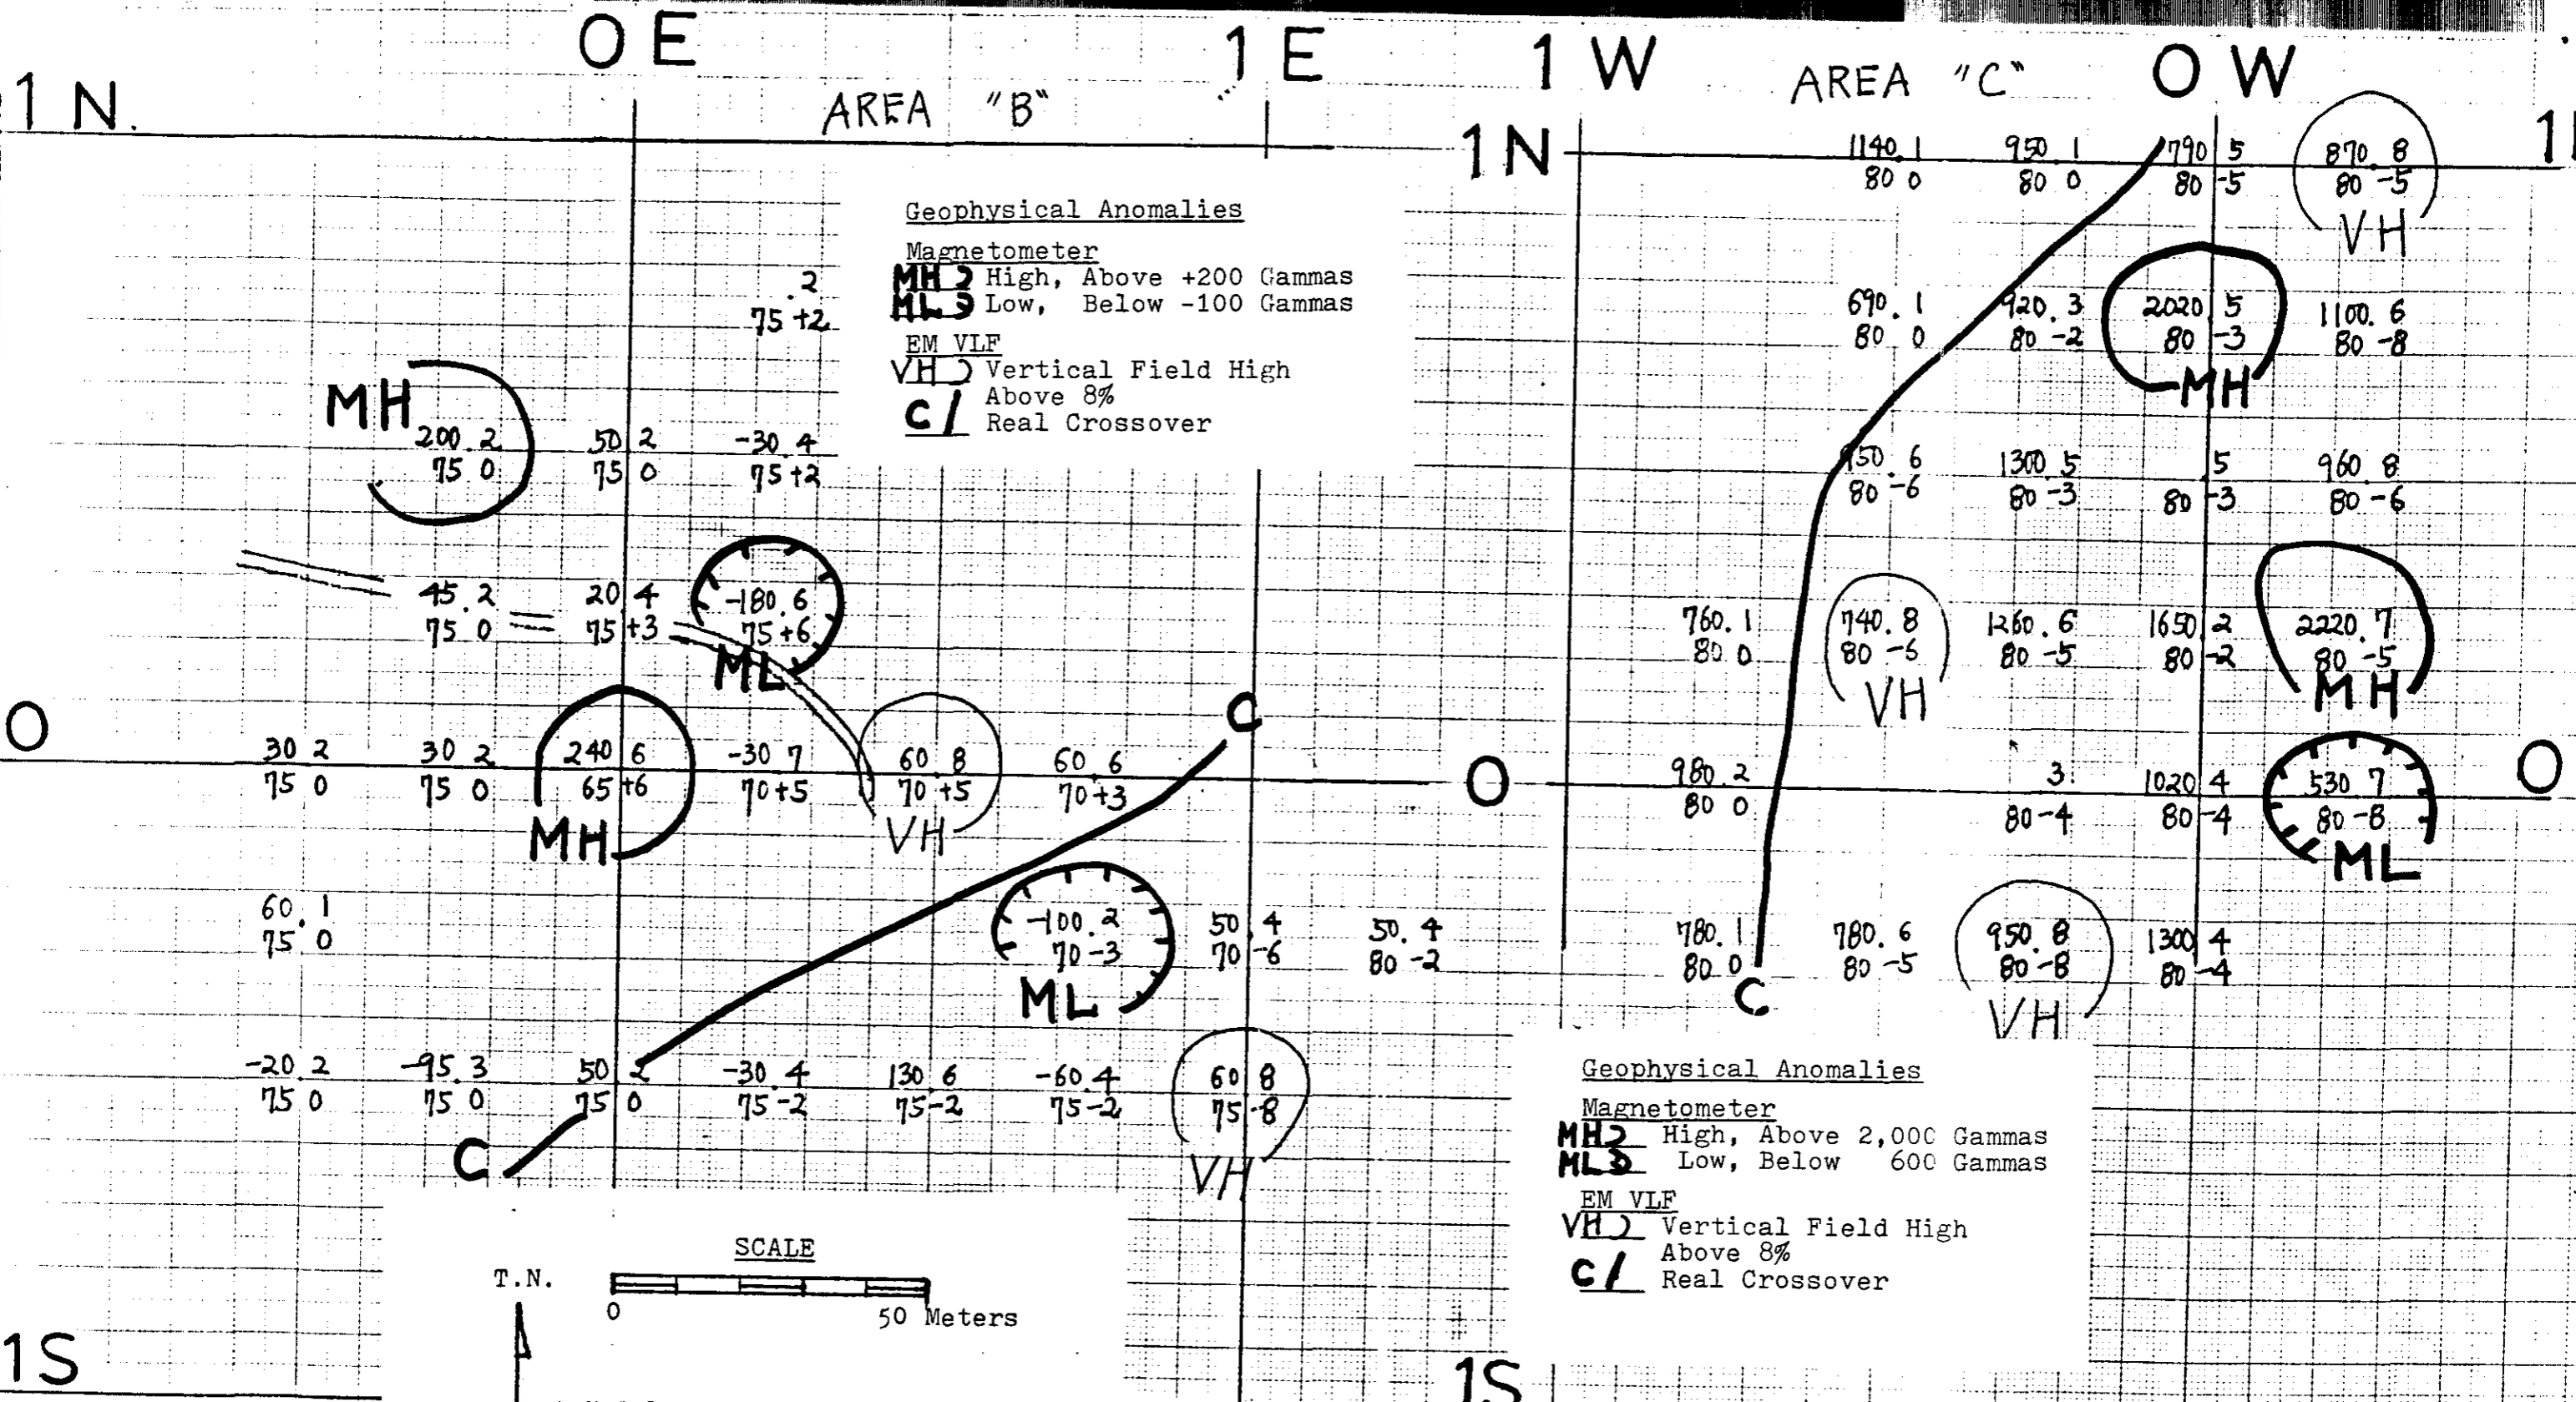 0 E
1 E
1 W
AREA "C"
0 W
1 N.
AREA "B"
1N
1140.1 950.1 790 5 870.8
80 0 80 0 80 -5 80 -5
VH
Geophysical Anomalies
Magnetometer
MH High, Above +200 Gammas
ML Low, Below -100 Gammas
EM VLF
VH Vertical Field High
Above 8%
C / Real Crossover
.2
75 +2
690.1 920.3 2020 5 1100.6
80 0 80 -2 80 -3 80 -8
MH
MH
200.2 50 2 -30 4
75 0 75 0 75 +2
950.6 1300 5 .5 960 8
80 -6 80 -3 80 -3 80 -6
45.2 20 4 -180.6
75 0 75 +3 75 +6
ML
760.1 740.8 1260.6 1650 2 2220.7
80 0 80 -6 80 -5 80 -2 80 -5
VH
MH
C
0
30 2 30 2 240 6 -30 7 60 8 60.6
75 0 75 0 65 +6 70 +5 70 +5 70 +3
MH
VH
0
980.2 3 1020 4 530.7
80 0 80 -4 80 -4 80 -8
ML
0
60.1
75 0
-100.2 50.4 50.4
70 -3 70 -6 80 -2
ML
780.1 780.6 950.8 1300 4
80 0 80 -5 80 -8 80 -4
C
VH
-20.2 -95.3 50.2 -30.4 130.6 -60.4 60 8
75 0 75 0 75 0 75 -2 75 -2 75 -2 75 -8
C
VH
Geophysical Anomalies
Magnetometer
MH High, Above 2,000 Gammas
ML Low, Below 600 Gammas
EM VLF
VH Vertical Field High
Above 8%
C / Real Crossover
SCALE
T.N.
0
50 Meters
1S
1S